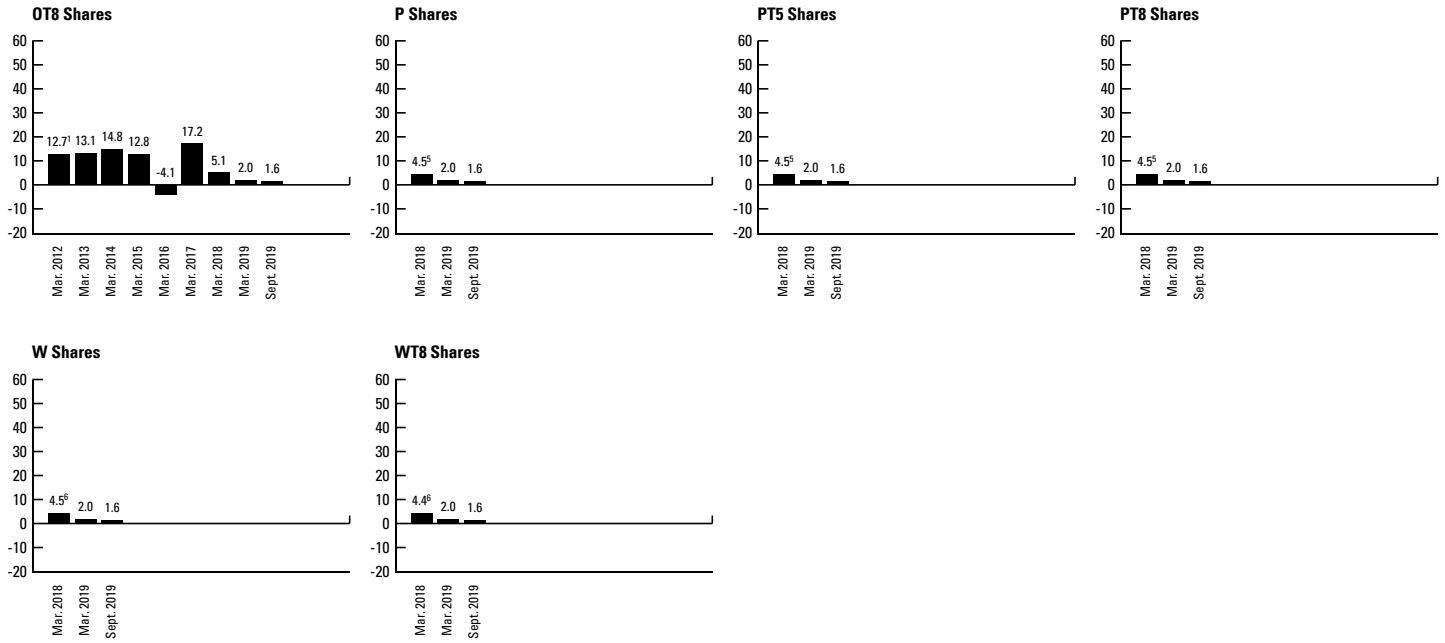 OT8 Shares
60
50
40
30
20
10
0
-10
-20
12.7¹ 13.1 14.8 12.8 -4.1 17.2 5.1 2.0 1.6
Mar. 2012
Mar. 2013
Mar. 2014
Mar. 2015
Mar. 2016
Mar. 2017
Mar. 2018
Mar. 2019
Sept. 2019
P Shares
60
50
40
30
20
10
0
-10
-20
4.5⁵ 2.0 1.6
Mar. 2018
Mar. 2019
Sept. 2019
PT5 Shares
60
50
40
30
20
10
0
-10
-20
4.5⁵ 2.0 1.6
Mar. 2018
Mar. 2019
Sept. 2019
PT8 Shares
60
50
40
30
20
10
0
-10
-20
4.5⁵ 2.0 1.6
Mar. 2018
Mar. 2019
Sept. 2019
W Shares
60
50
40
30
20
10
0
-10
-20
4.5⁶ 2.0 1.6
Mar. 2018
Mar. 2019
Sept. 2019
WT8 Shares
60
50
40
30
20
10
0
-10
-20
4.4⁶ 2.0 1.6
Mar. 2018
Mar. 2019
Sept. 2019